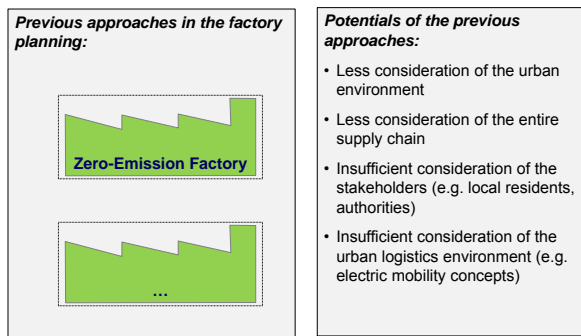 Previous approaches in the factory
planning:
Zero-Emission Factory
...
Potentials of the previous
approaches:
• Less consideration of the urban
environment
• Less consideration of the entire
supply chain
• Insufficient consideration of the
stakeholders (e.g. local residents,
authorities)
• Insufficient consideration of the
urban logistics environment (e.g.
electric mobility concepts)